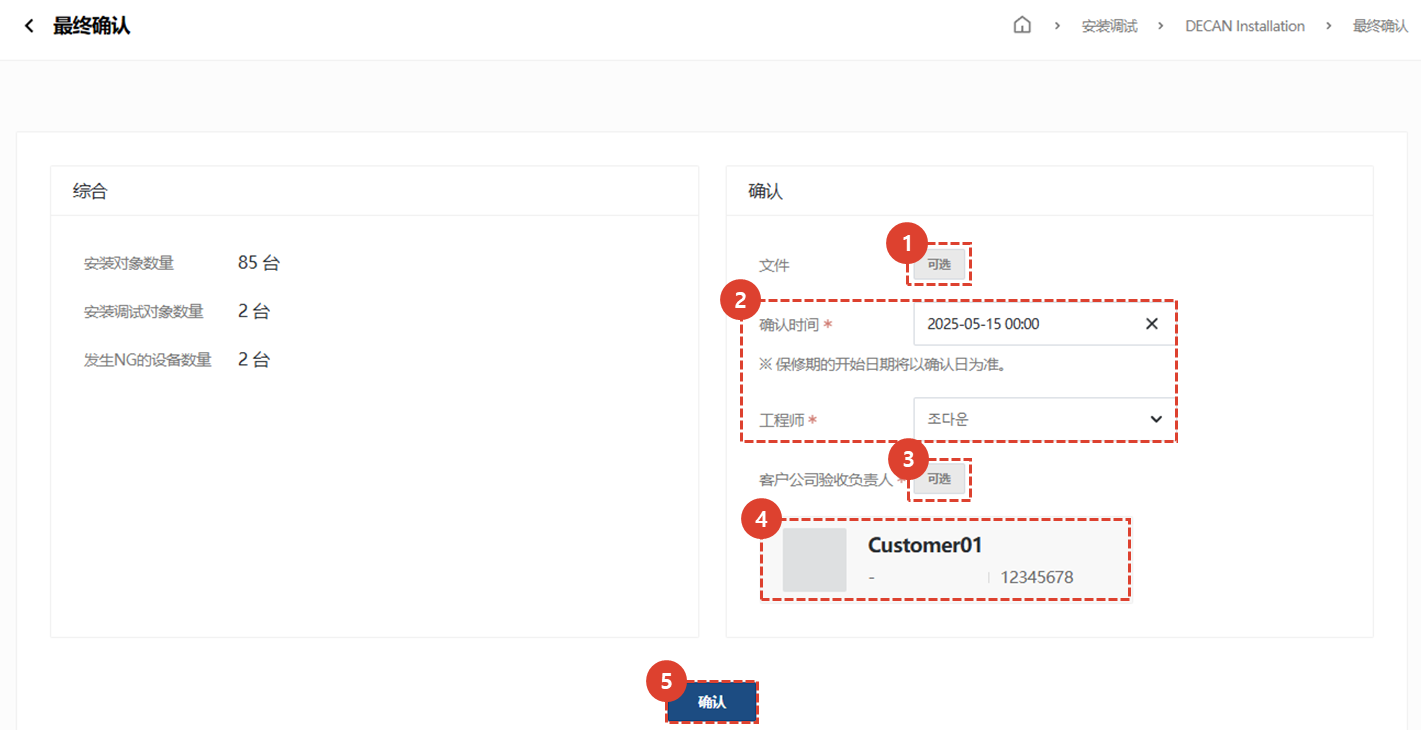 最终确认
安装调试 DECAN Installation 最终确认
综合
安装对象数量 85 台
安装调试对象数量 2 台
发生NG的设备数量 2 台
确认
1
文件 可选
2
确认时间 * 2025-05-15 00:00
※ 保修期的开始日期将以确认日为准。
工程师 * 조다운
3
客户公司验收负责人 * 可选
4
Customer01
- 12345678
5
确认